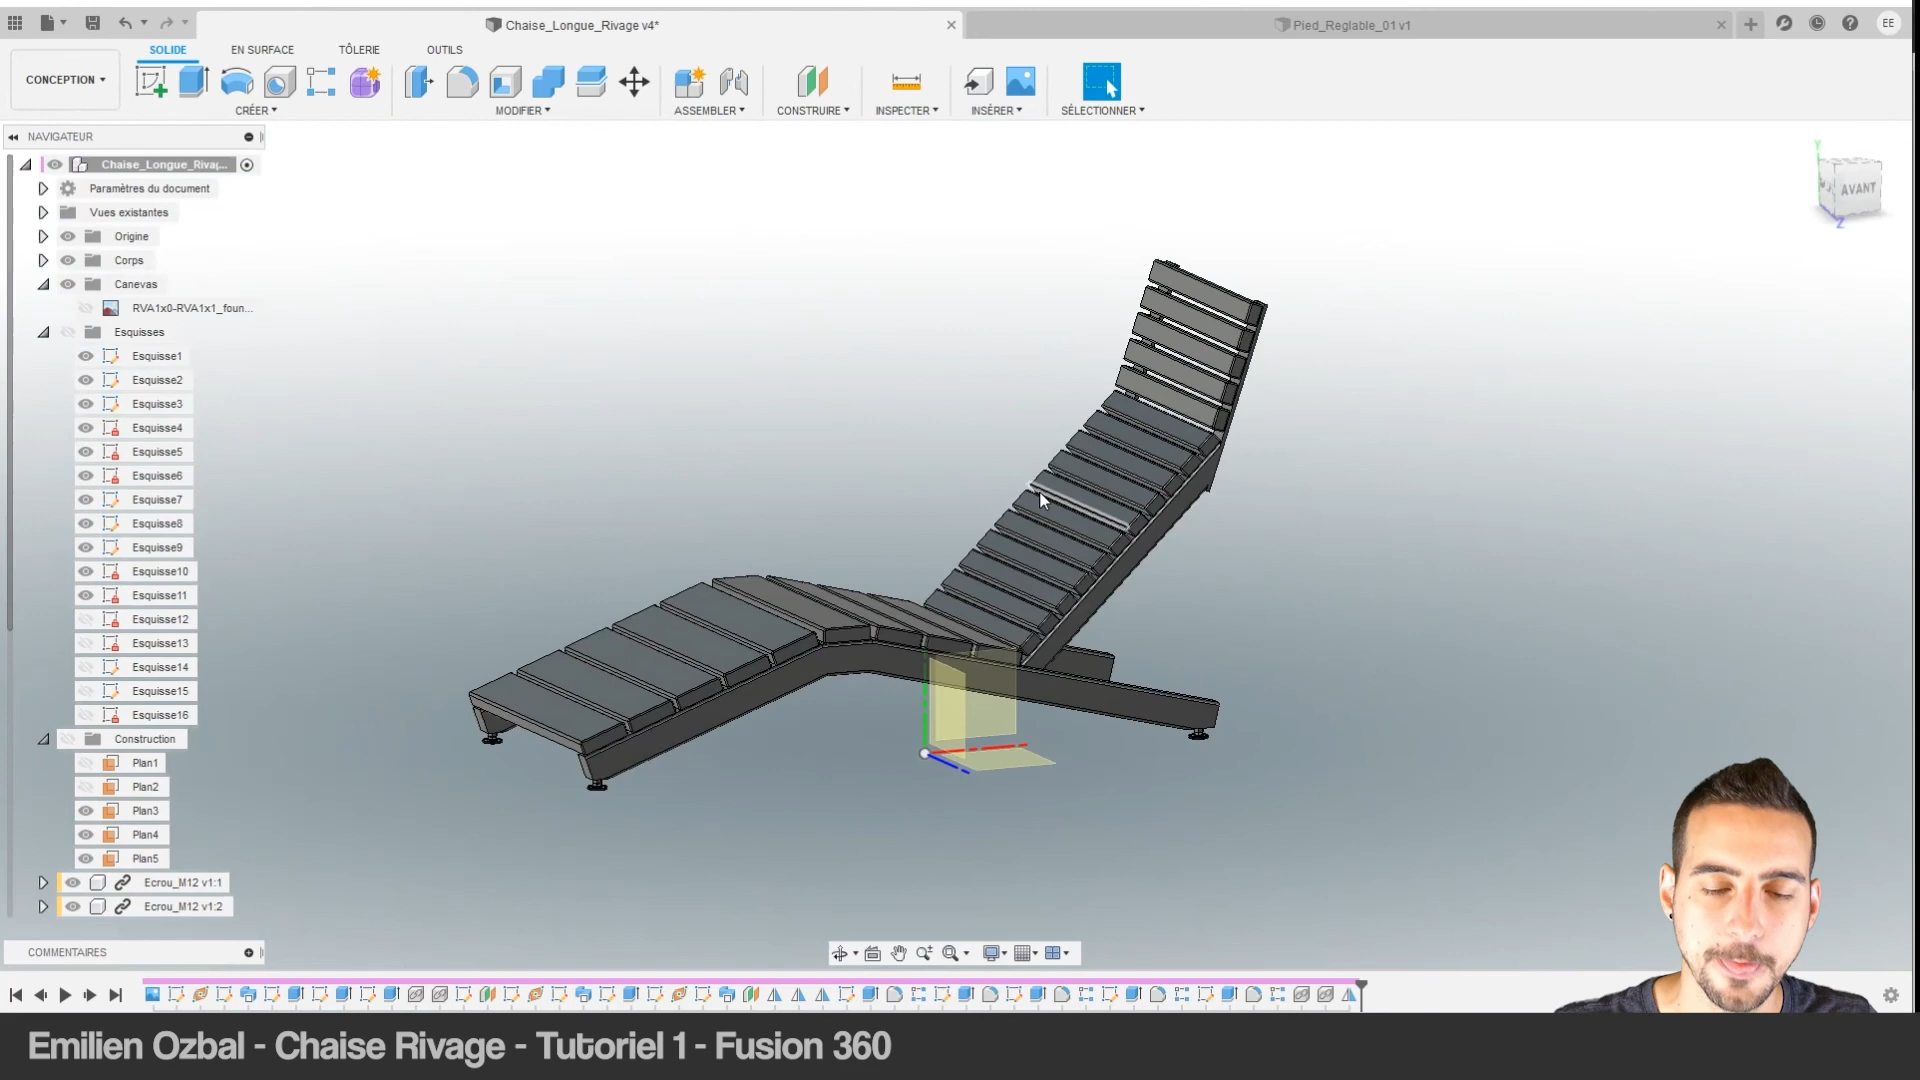 Chaise_Longue_Rivage v4*
Pied_Reglable_01 v1
EE
SOLIDE
EN SURFACE
TÔLERIE
OUTILS
CONCEPTION
CRÉER
MODIFIER
ASSEMBLER
CONSTRUIRE
INSPECTER
INSÉRER
SÉLECTIONNER
NAVIGATEUR
Chaise_Longue_Riva...
Paramètres du document
Vues existantes
Origine
Corps
Canevas
RVA1x0-RVA1x1_foun...
Esquisses
Esquisse1
Esquisse2
Esquisse3
Esquisse4
Esquisse5
Esquisse6
Esquisse7
Esquisse8
Esquisse9
Esquisse10
Esquisse11
Esquisse12
Esquisse13
Esquisse14
Esquisse15
Esquisse16
Construction
Plan1
Plan2
Plan3
Plan4
Plan5
Ecrou_M12 v1:1
Ecrou_M12 v1:2
Y
AVANT
Z
COMMENTAIRES
Emilien Ozbal - Chaise Rivage - Tutoriel 1 - Fusion 360